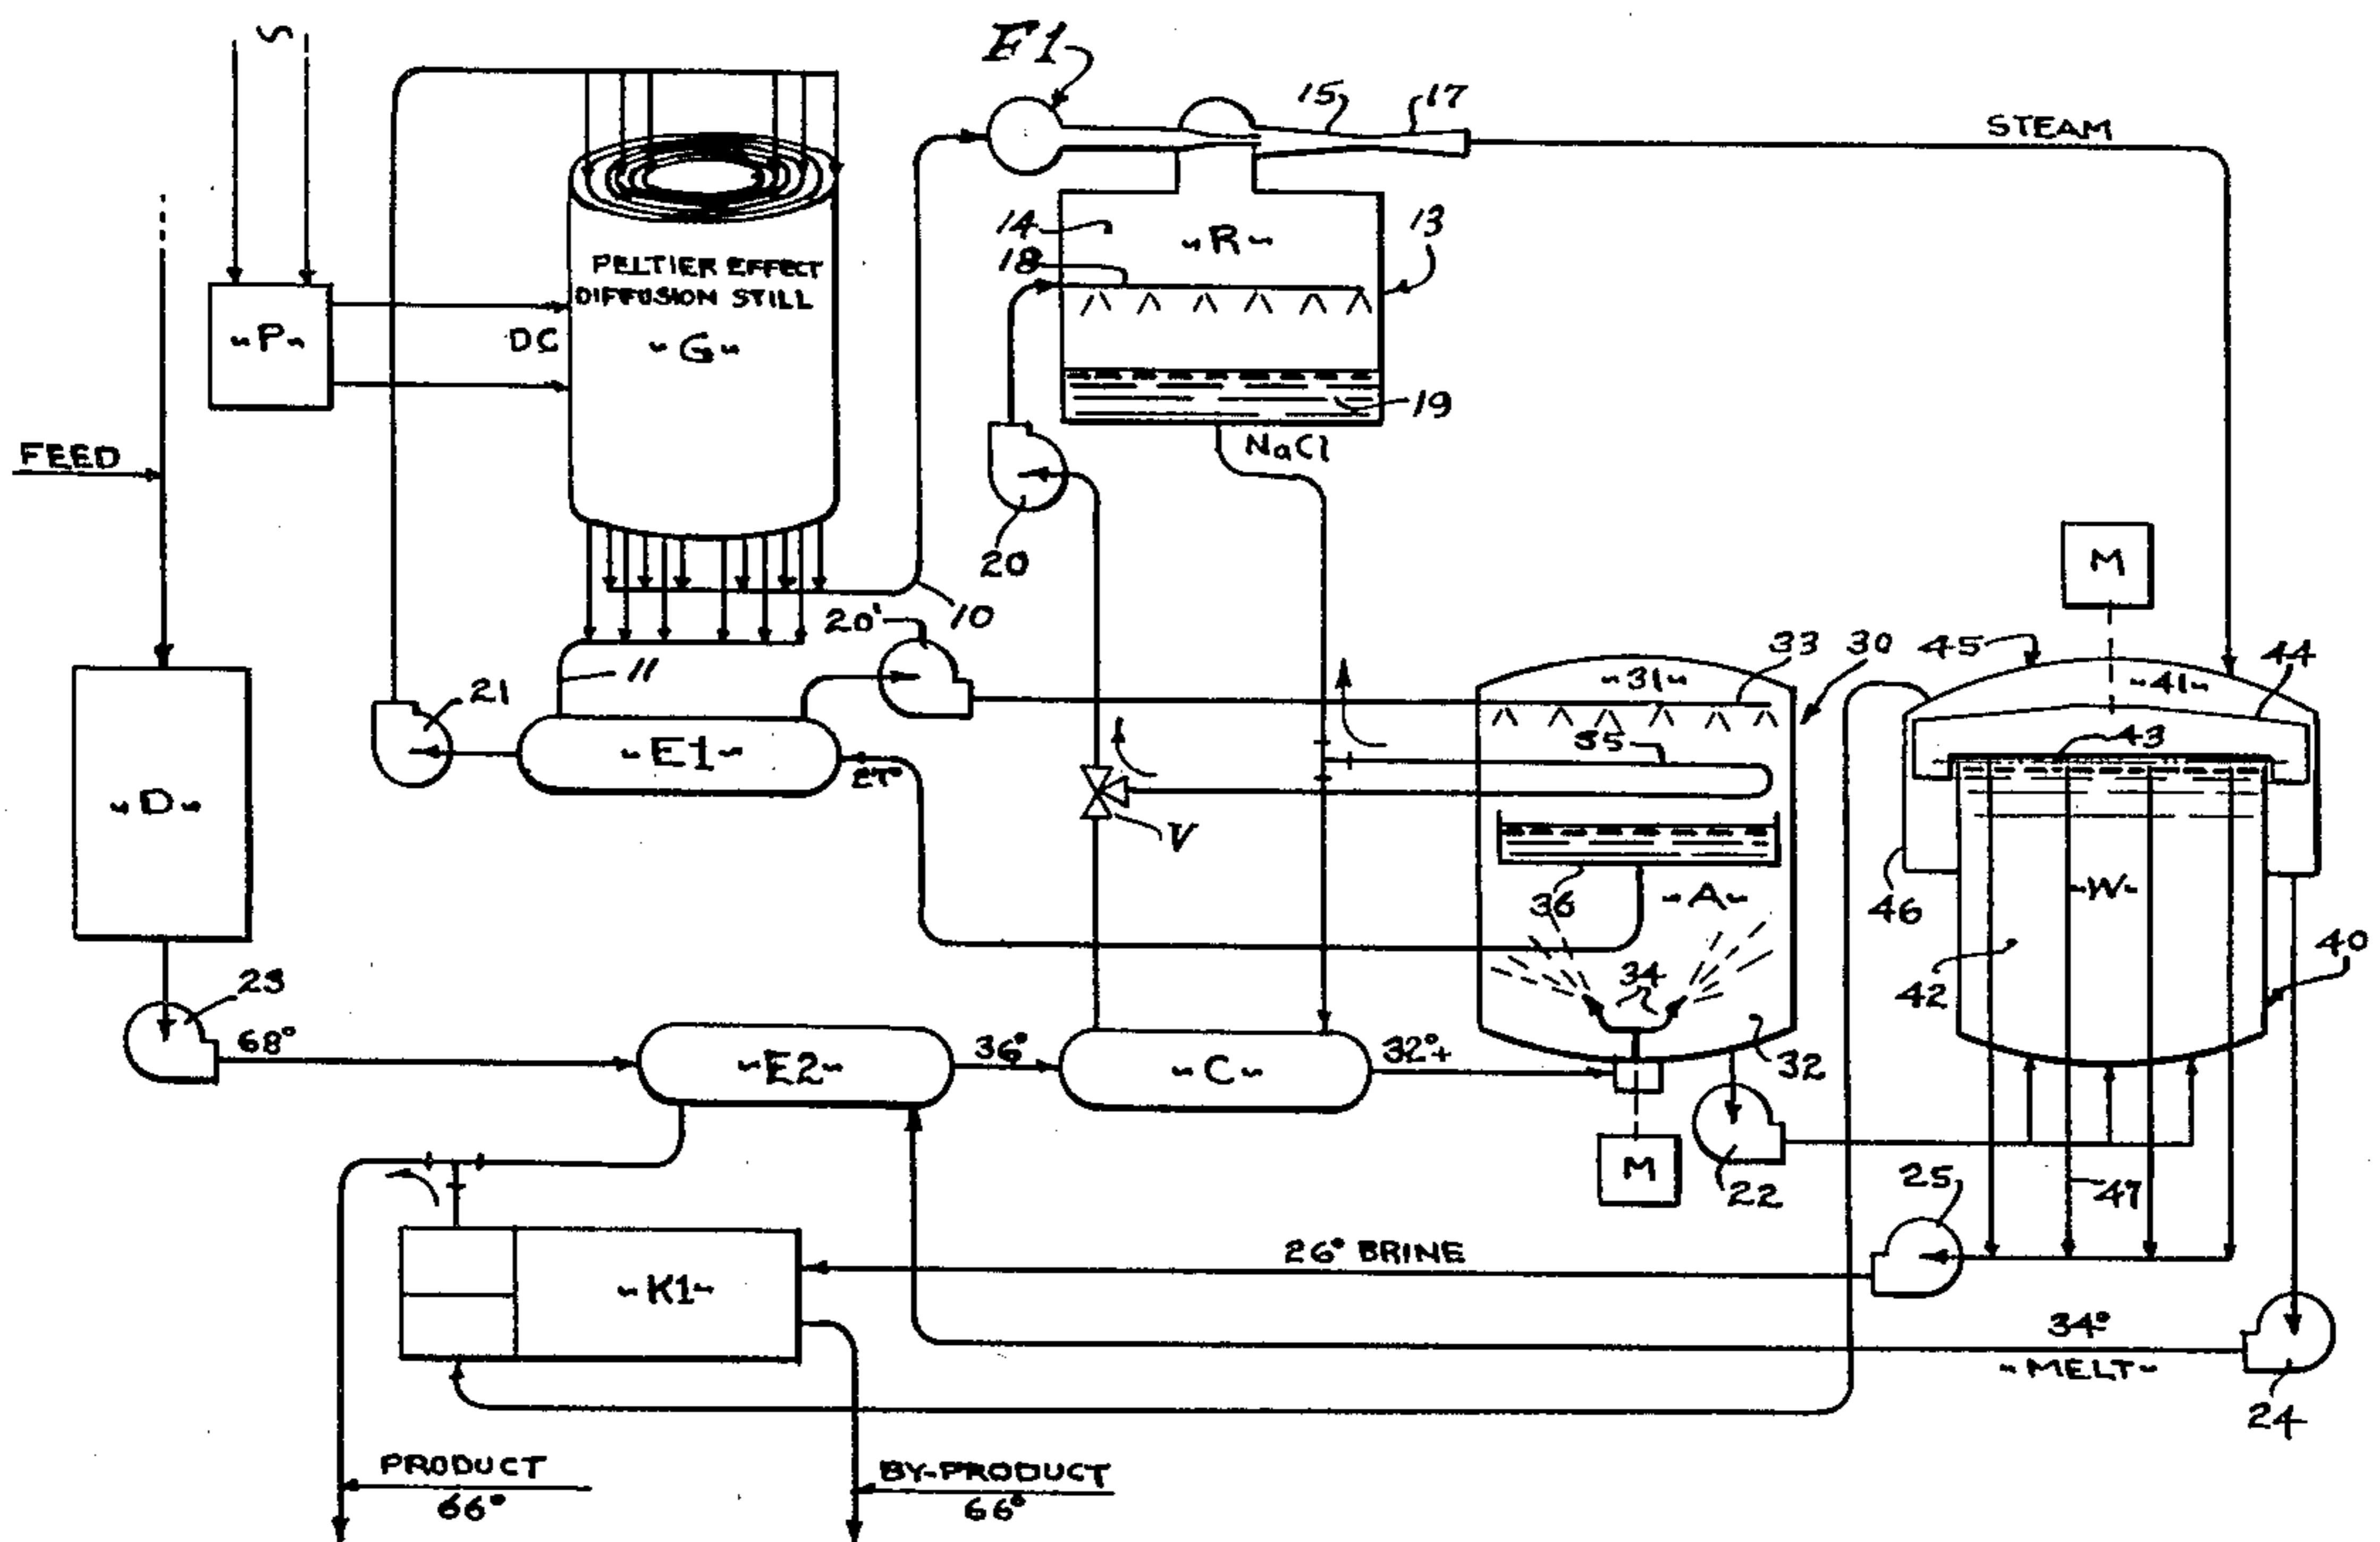 S
F1
15
17
STEAM
14
~R~
13
18
PELTIER EFFECT
DIFFUSION STILL
~P~
DC
~G~
19
FEED
NaCl
20
M
10
20'
11
33
30
45
44
21
~31~
~41~
~E1~
27°
35
43
~D~
V
36
~A~
46
~W~
23
34
42
40
68°
~E2~
36°
~C~
32°+
32
M
22
25
47
26° BRINE
~K1~
34°
~MELT~
24
PRODUCT
66°
BY-PRODUCT
66°